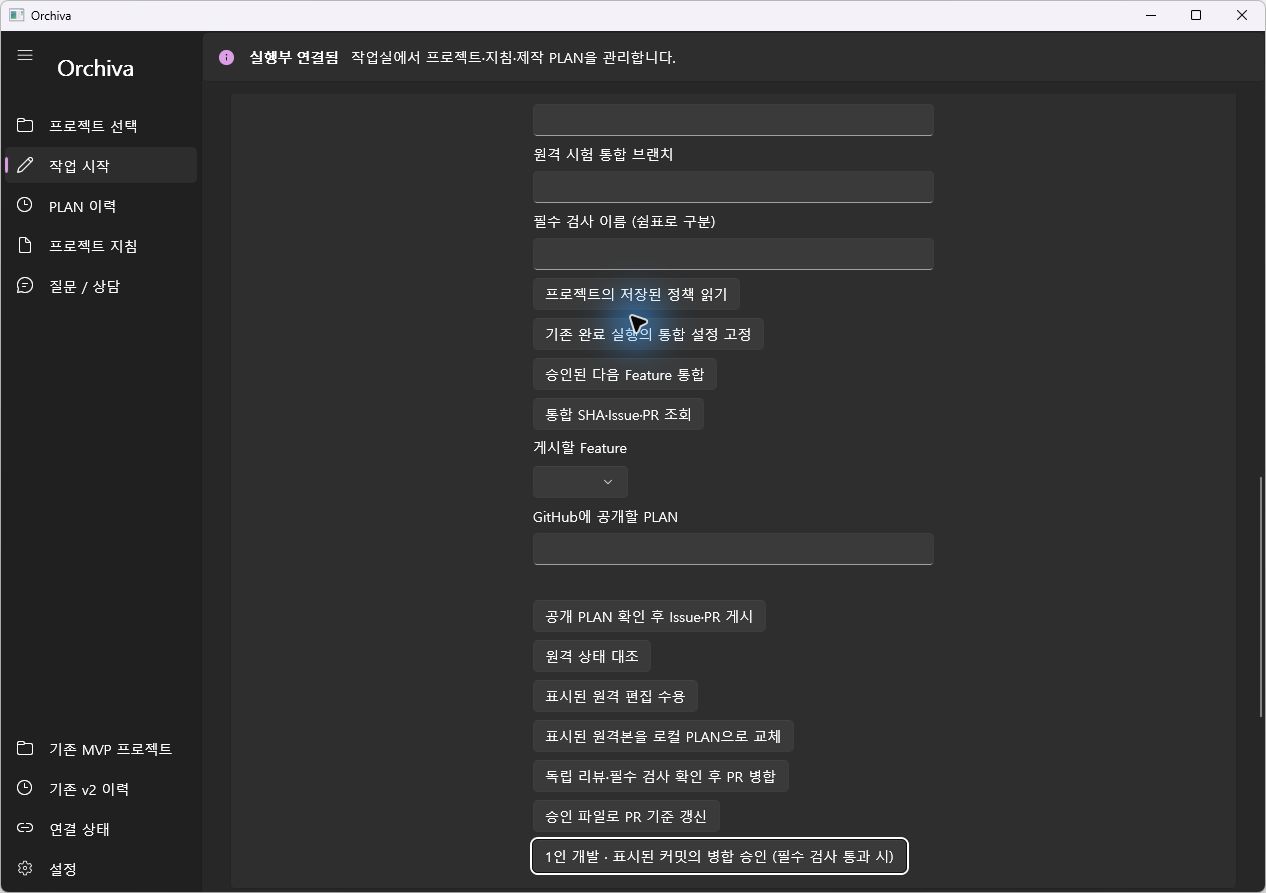 Orchiva
Orchiva
실행부 연결됨 작업실에서 프로젝트·지침·제작 PLAN을 관리합니다.
프로젝트 선택
작업 시작
PLAN 이력
프로젝트 지침
질문 / 상담
기존 MVP 프로젝트
기존 v2 이력
연결 상태
설정
원격 시험 통합 브랜치
필수 검사 이름 (쉼표로 구분)
프로젝트의 저장된 정책 읽기
기존 완료 실행의 통합 설정 고정
승인된 다음 Feature 통합
통합 SHA·Issue·PR 조회
게시할 Feature
GitHub에 공개할 PLAN
공개 PLAN 확인 후 Issue·PR 게시
원격 상태 대조
표시된 원격 편집 수용
표시된 원격본을 로컬 PLAN으로 교체
독립 리뷰·필수 검사 확인 후 PR 병합
승인 파일로 PR 기준 갱신
1인 개발 · 표시된 커밋의 병합 승인 (필수 검사 통과 시)